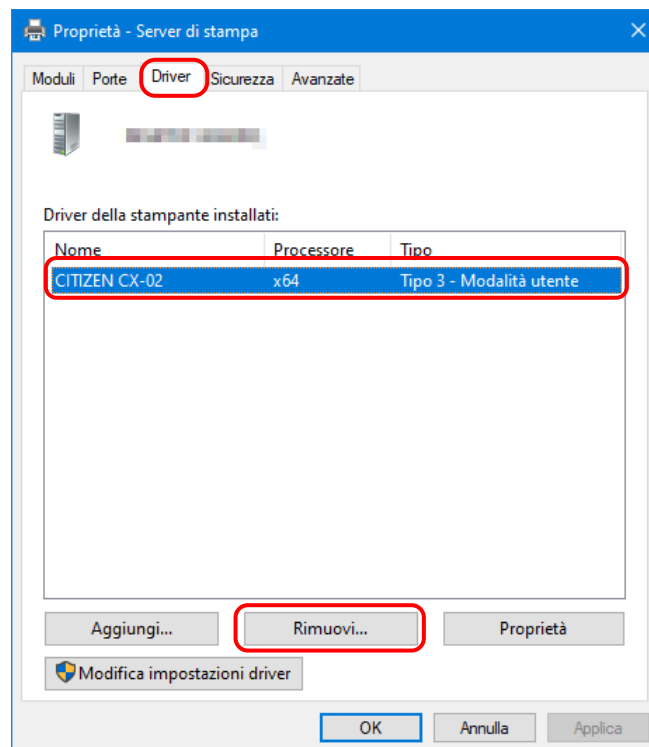 Proprietà - Server di stampa
Moduli Porte Driver Sicurezza Avanzate
Driver della stampante installati:
Nome Processore Tipo
CITIZEN CX-02 x64 Tipo 3 - Modalità utente
Aggiungi... Rimuovi... Proprietà
Modifica impostazioni driver
OK Annulla Applica